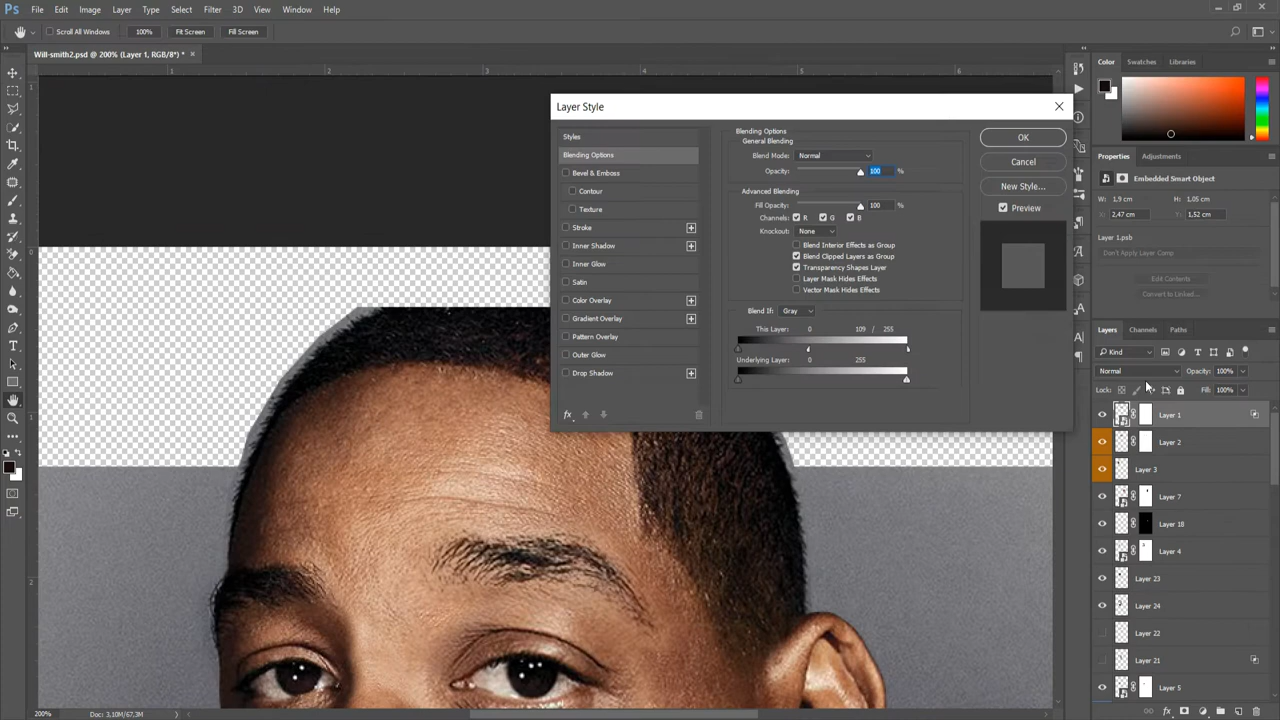 Ps File Edit Image Layer Type Select Filter 3D View Window Help
Scroll All Windows 100% Fit Screen Fill Screen
Will-smith2.psd @ 200% (Layer 1, RGB/8*) * ×
1 2 3 4 5 6
Layer Style
Styles
Blending Options
Bevel & Emboss
Contour
Texture
Stroke
Inner Shadow
Inner Glow
Satin
Color Overlay
Gradient Overlay
Pattern Overlay
Outer Glow
Drop Shadow
fx
Blending Options
General Blending
Blend Mode: Normal
Opacity: 100 %
Advanced Blending
Fill Opacity: 100 %
Channels: R G B
Knockout: None
Blend Interior Effects as Group
Blend Clipped Layers as Group
Transparency Shapes Layer
Layer Mask Hides Effects
Vector Mask Hides Effects
Blend If: Gray
This Layer: 0 109 / 255
Underlying Layer: 0 255
OK
Cancel
New Style...
Preview
Color Swatches Libraries
Properties Adjustments
Embedded Smart Object
W: 1,9 cm H: 1,05 cm
X: 2,47 cm Y: 1,52 cm
Layer 1.psb
Don't Apply Layer Comp
Edit Contents
Convert to Linked...
Layers Channels Paths
Kind
Normal Opacity: 100%
Lock: Fill: 100%
Layer 1
Layer 2
Layer 3
Layer 7
Layer 18
Layer 4
Layer 23
Layer 24
Layer 22
Layer 21
Layer 5
200% Doc: 3,10M/67,3M